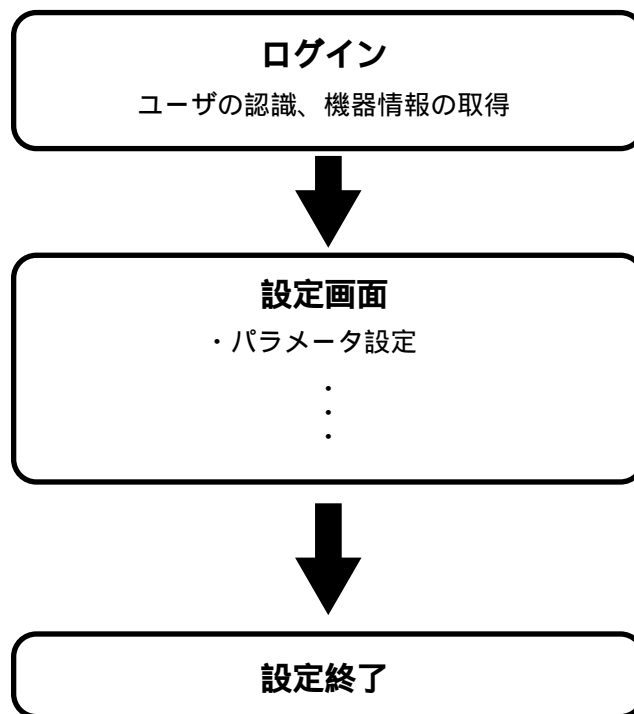 ログイン
ユーザの認識、機器情報の取得
設定画面
・パラメータ設定
・
・
・
設定終了